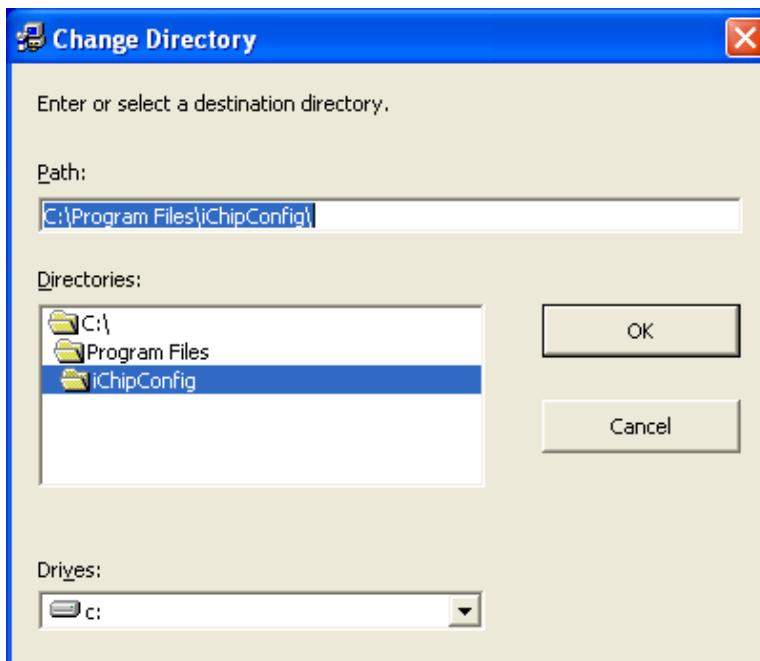 Change Directory
Enter or select a destination directory.
Path:
C:\Program Files\iChipConfig\
Directories:
C:\
Program Files
iChipConfig
OK
Cancel
Drives:
c: